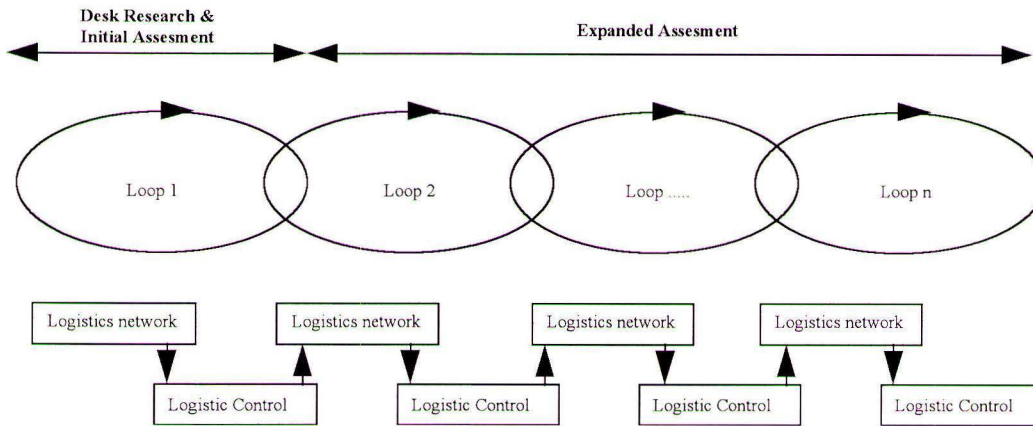 Desk Research &
Initial Assesment
Expanded Assesment
Loop 1
Loop 2
Loop .....
Loop n
Logistics network
Logistics network
Logistics network
Logistics network
Logistic Control
Logistic Control
Logistic Control
Logistic Control